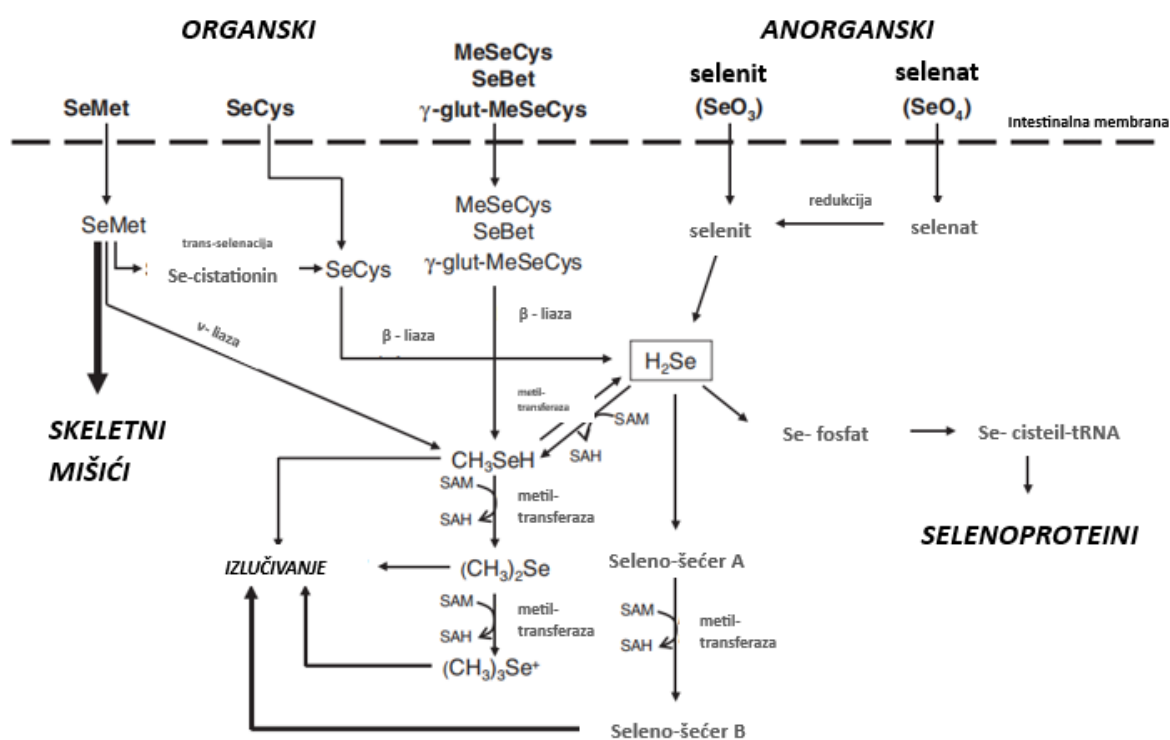 ORGANSKI
ANORGANSKI
MeSeCys
SeBet
γ-glut-MeSeCys
SeMet
SeCys
selenit
(SeO3)
selenat
(SeO4)
Intestinalna membrana
SeMet
trans-selenacija
Se-cistationin
SeCys
MeSeCys
SeBet
γ-glut-MeSeCys
selenit
redukcija
selenat
γ- liaza
β - liaza
β - liaza
H2Se
metil-
transferaza
SAM
SAH
SKELETNI
MIŠIĆI
Se- fosfat
Se- cisteil-tRNA
CH3SeH
SAM
SAH
metil-
transferaza
SELENOPROTEINI
IZLUČIVANJE
(CH3)2Se
Seleno-šećer A
SAM
SAH
metil-
transferaza
SAM
SAH
metil-
transferaza
(CH3)3Se+
Seleno-šećer B